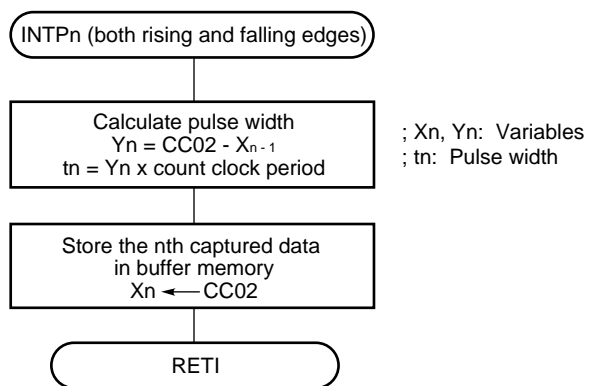 INTPn (both rising and falling edges)
Calculate pulse width
Yn = CC02 - Xn - 1
tn = Yn x count clock period
; Xn, Yn: Variables
; tn: Pulse width
Store the nth captured data
in buffer memory
Xn ← CC02
RETI